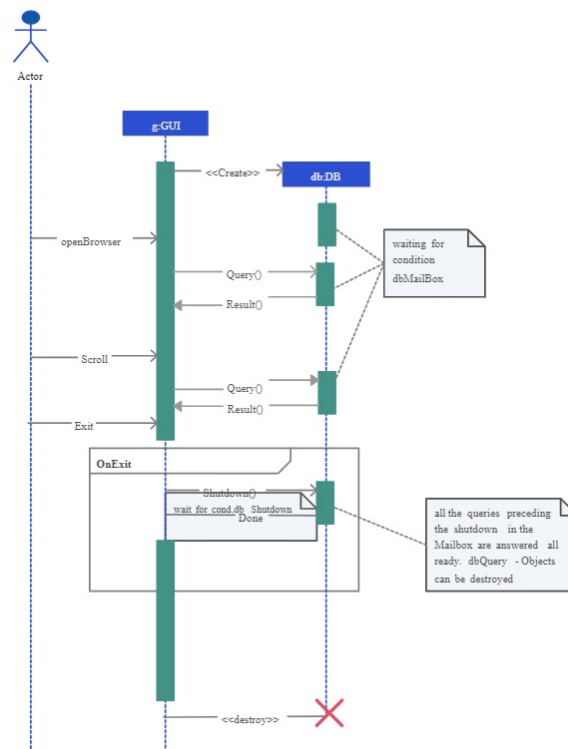 Actor
g:GUI
<<Create>>
db:DB
openBrowser
waiting for
condition
dbMailBox
Query()
Result()
Scroll
Query()
Result()
Exit
OnExit
Shutdown()
wait for cond.db Shutdown
Done
all the queries preceding
the shutdown in the
Mailbox are answered all
ready. dbQuery - Objects
can be destroyed
<<destroy>>